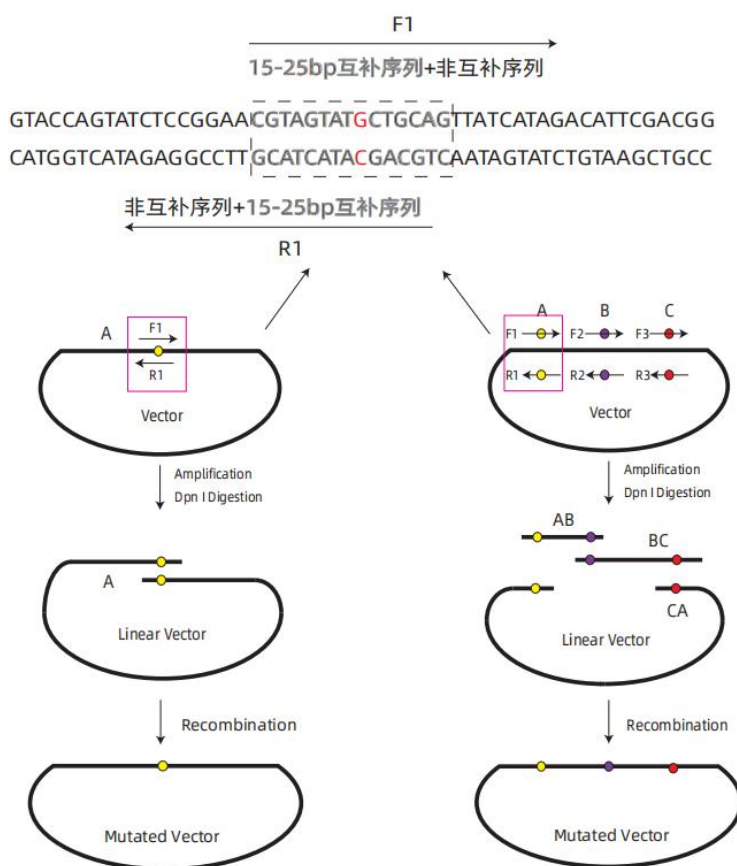 F1
15-25bp互补序列+非互补序列
GTACCAGTATCTCCGGAACGTAGTATGCTGCAGTTATCATAGACATTCGACGG
CATGGTCATAGAGGCCTTGCATCATACGACGTCAATAGTATCTGTAAGCTGCC
非互补序列+15-25bp互补序列
R1
A
F1
R1
Vector
A B C
F1 F2 F3
R1 R2 R3
Vector
Amplification
Dpn I Digestion
Amplification
Dpn I Digestion
A
Linear Vector
AB
BC
CA
Linear Vector
Recombination
Recombination
Mutated Vector
Mutated Vector